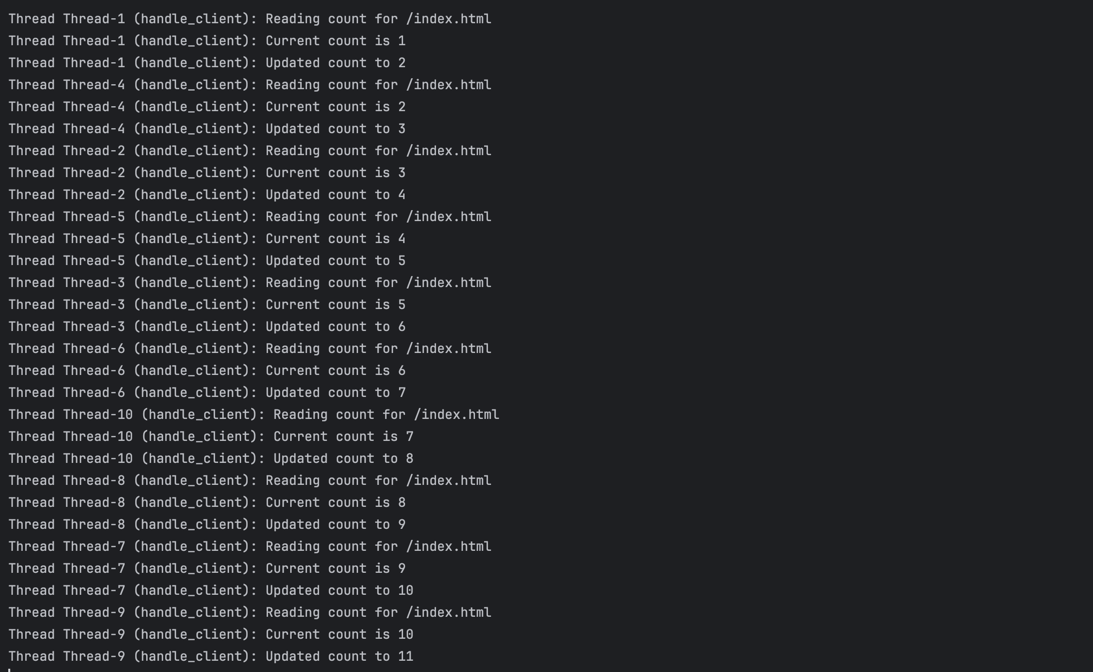 Thread Thread-1 (handle_client): Reading count for /index.html
Thread Thread-1 (handle_client): Current count is 1
Thread Thread-1 (handle_client): Updated count to 2
Thread Thread-4 (handle_client): Reading count for /index.html
Thread Thread-4 (handle_client): Current count is 2
Thread Thread-4 (handle_client): Updated count to 3
Thread Thread-2 (handle_client): Reading count for /index.html
Thread Thread-2 (handle_client): Current count is 3
Thread Thread-2 (handle_client): Updated count to 4
Thread Thread-5 (handle_client): Reading count for /index.html
Thread Thread-5 (handle_client): Current count is 4
Thread Thread-5 (handle_client): Updated count to 5
Thread Thread-3 (handle_client): Reading count for /index.html
Thread Thread-3 (handle_client): Current count is 5
Thread Thread-3 (handle_client): Updated count to 6
Thread Thread-6 (handle_client): Reading count for /index.html
Thread Thread-6 (handle_client): Current count is 6
Thread Thread-6 (handle_client): Updated count to 7
Thread Thread-10 (handle_client): Reading count for /index.html
Thread Thread-10 (handle_client): Current count is 7
Thread Thread-10 (handle_client): Updated count to 8
Thread Thread-8 (handle_client): Reading count for /index.html
Thread Thread-8 (handle_client): Current count is 8
Thread Thread-8 (handle_client): Updated count to 9
Thread Thread-7 (handle_client): Reading count for /index.html
Thread Thread-7 (handle_client): Current count is 9
Thread Thread-7 (handle_client): Updated count to 10
Thread Thread-9 (handle_client): Reading count for /index.html
Thread Thread-9 (handle_client): Current count is 10
Thread Thread-9 (handle_client): Updated count to 11